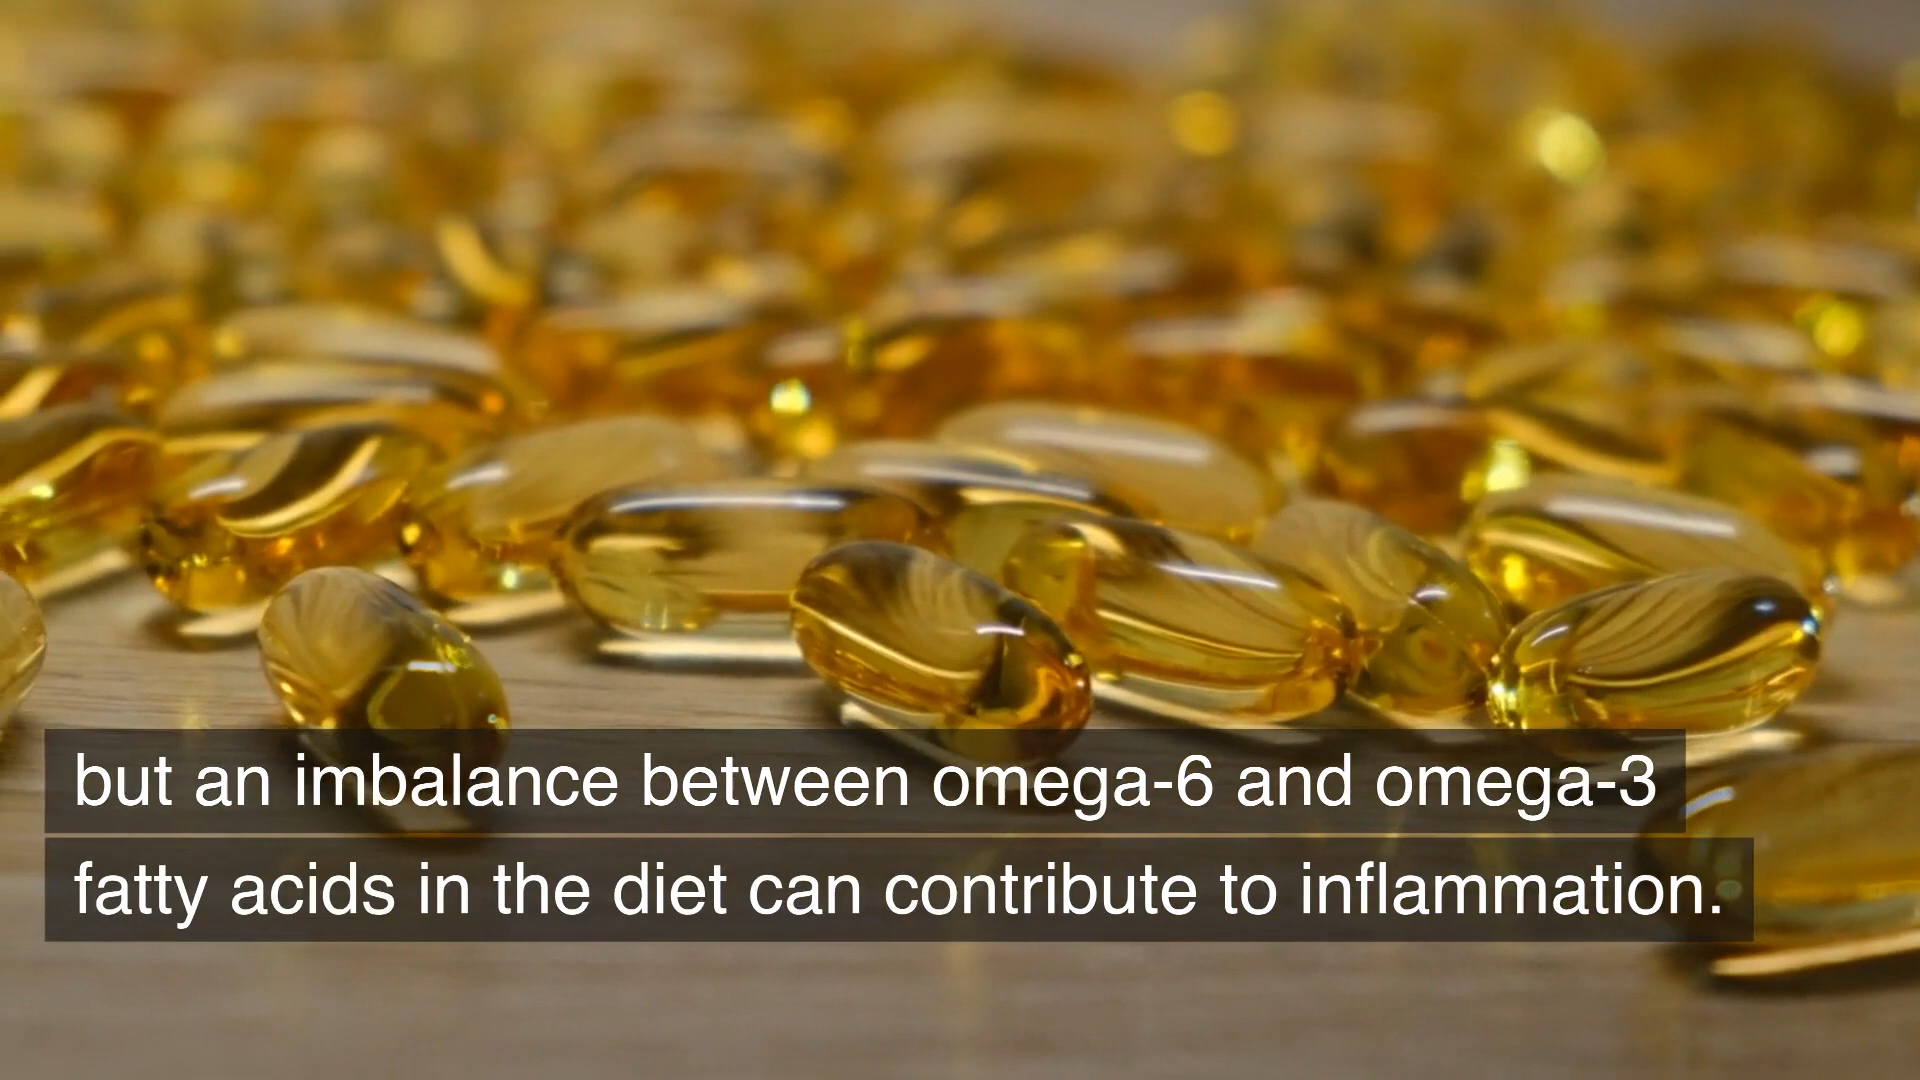 but an imbalance between omega-6 and omega-3
fatty acids in the diet can contribute to inflammation.